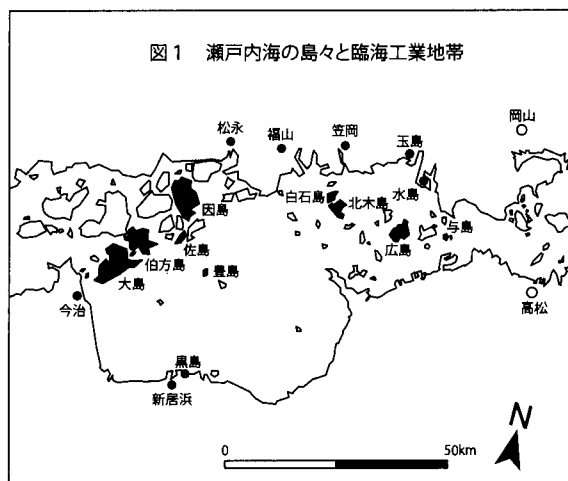 図1 瀬戸内海の島々と臨海工業地帯
岡山
松永
福山
笠岡
玉島
水島
白石島
北木島
因島
与島
広島
佐島
伯方島
豊島
大島
今治
高松
黒島
新居浜
N
0
50km